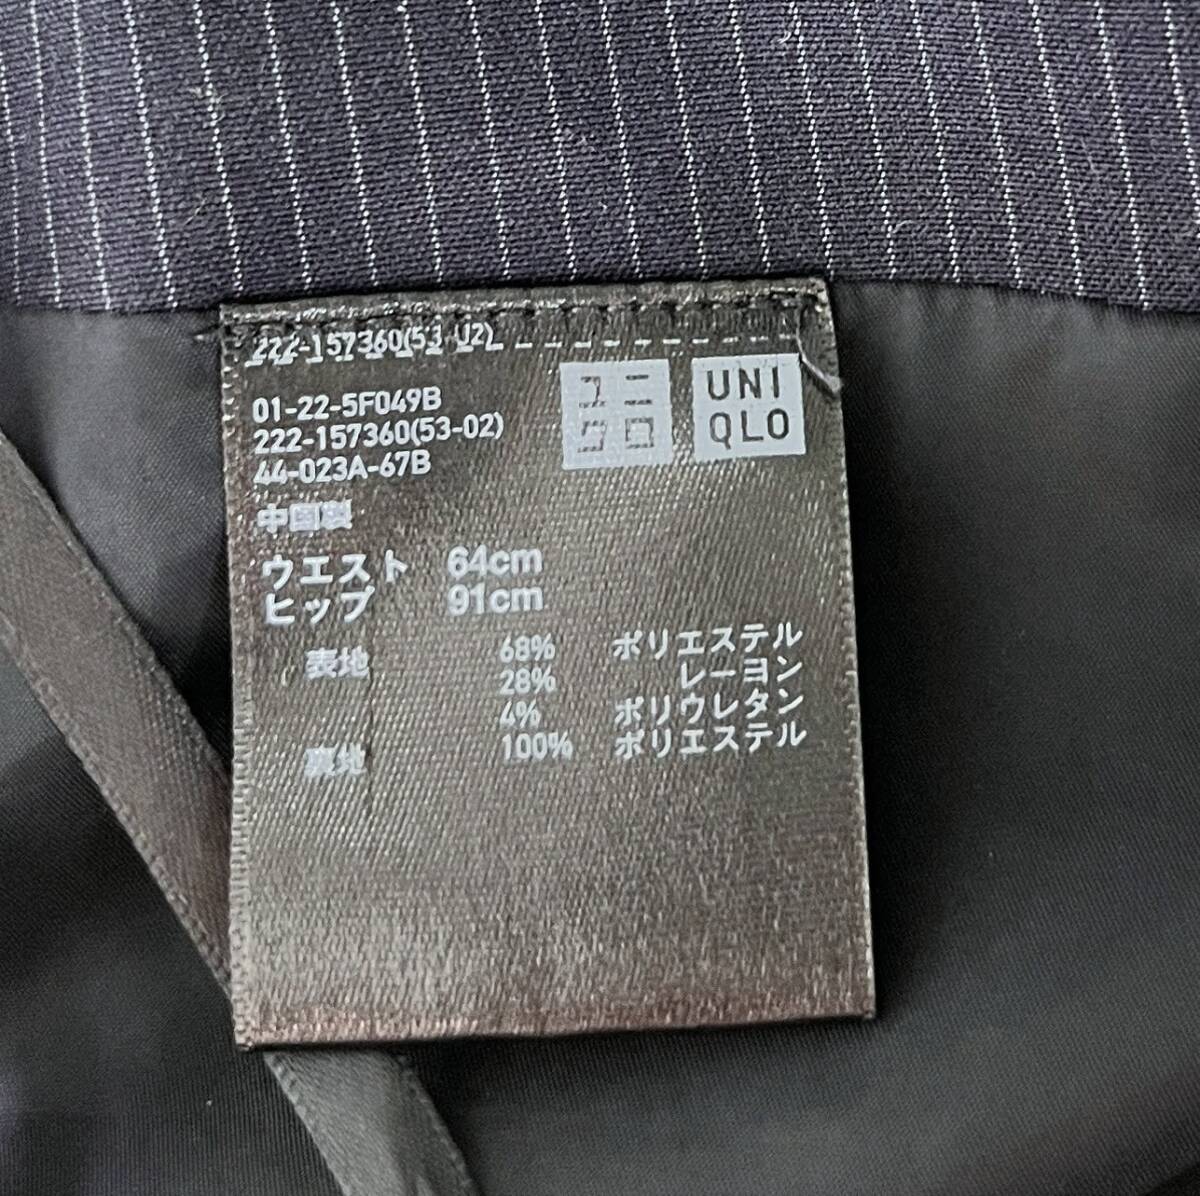 222-157360(53-02)
ユニ
クロ
UNI
QLO
01-22-5F049B
222-157360(53-02)
44-023A-67B
中国製
ウエスト 64cm
ヒップ 91cm
表地 68% ポリエステル
28% レーヨン
4% ポリウレタン
裏地 100% ポリエステル